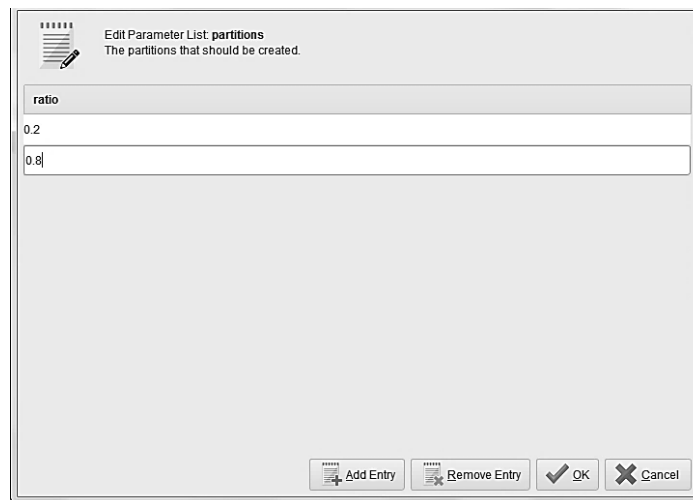 Edit Parameter List: partitions
The partitions that should be created.
ratio
0.2
0.8
Add Entry
Remove Entry
OK
Cancel